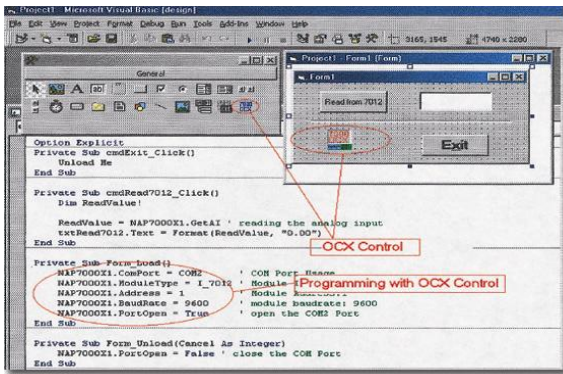 Project1 - Microsoft Visual Basic [design]
File Edit View Project Format Debug Run Tools Add-Ins Window Help
3165, 1545 4740 x 2280
General
A ab|
Project1 - Form1 (Form)
Form1
Read from 7012
Exit
Option Explicit
Private Sub cmdExit_Click()
Unload Me
End Sub
Private Sub cmdRead7012_Click()
Dim ReadValue!
ReadValue = NAP7000X1.GetAI ' reading the analog input
txtRead7012.Text = Format(ReadValue, "0.00")
End Sub
OCX Control
Private Sub Form_Load()
NAP7000X1.ComPort = COM2 ' COM Port Usage
NAP7000X1.ModuleType = I_7012 ' Module
Programming with OCX Control
NAP7000X1.Address = 1 ' Module
NAP7000X1.BaudRate = 9600 ' module baudrate: 9600
NAP7000X1.PortOpen = True ' open the COM2 Port
End Sub
Private Sub Form_Unload(Cancel As Integer)
NAP7000X1.PortOpen = False ' close the COM Port
End Sub